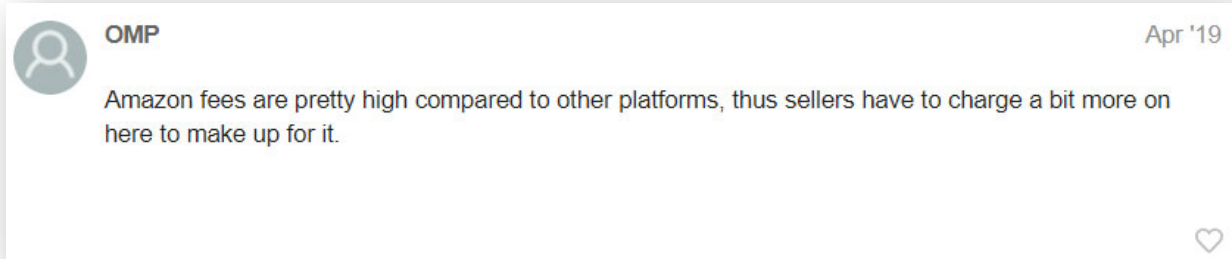 OMP
Apr '19
Amazon fees are pretty high compared to other platforms, thus sellers have to charge a bit more on
here to make up for it.